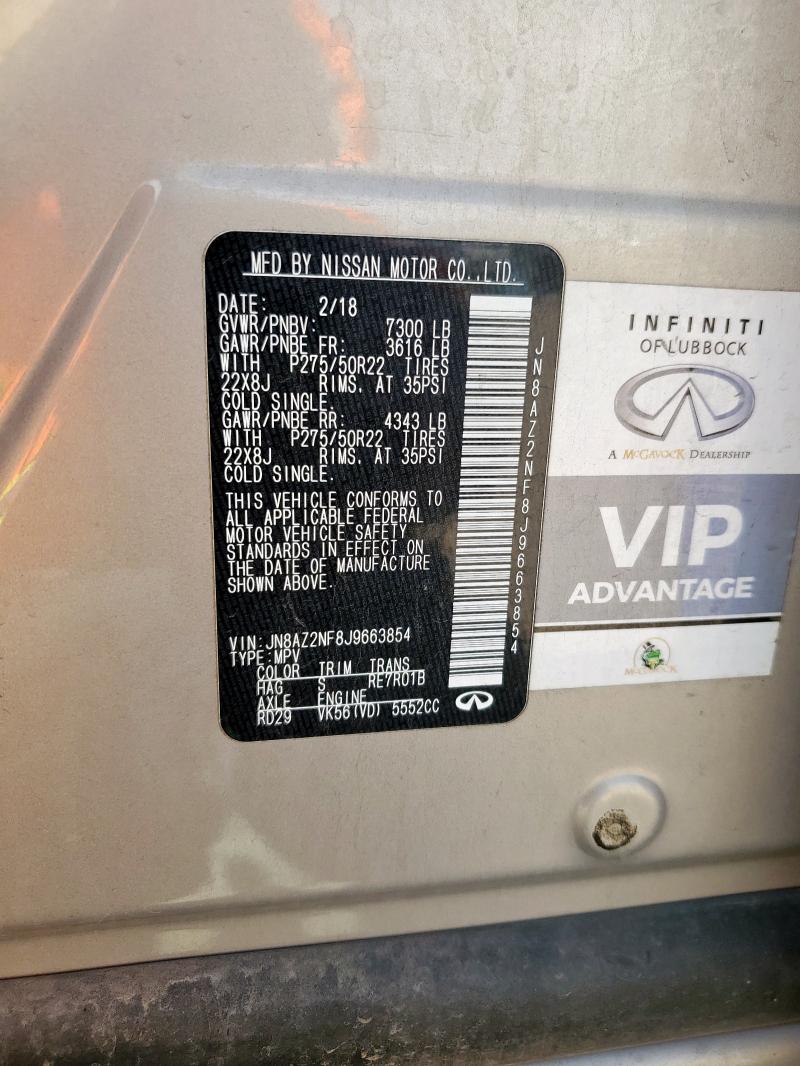 MFD BY NISSAN MOTOR CO.,LTD.
DATE: 2/18
GVWR/PNBV: 7300 LB
GAWR/PNBE FR: 3616 LB
WITH P275/50R22 TIRES
22X8J RIMS. AT 35PSI
COLD SINGLE.
GAWR/PNBE RR: 4343 LB
WITH P275/50R22 TIRES
22X8J RIMS. AT 35PSI
COLD SINGLE.
THIS VEHICLE CONFORMS TO
ALL APPLICABLE FEDERAL
MOTOR VEHICLE SAFETY
STANDARDS IN EFFECT ON
THE DATE OF MANUFACTURE
SHOWN ABOVE.
VIN: JN8AZ2NF8J9663854
TYPE: MPV
COLOR TRIM TRANS
HAG S RE7R01B
AXLE ENGINE
RD29 VK56(VD) 5552CC
JN8AZ2NF8J9663854
INFINITI
OF LUBBOCK
A McGAVOCK DEALERSHIP
VIP
ADVANTAGE
McGAVOCK